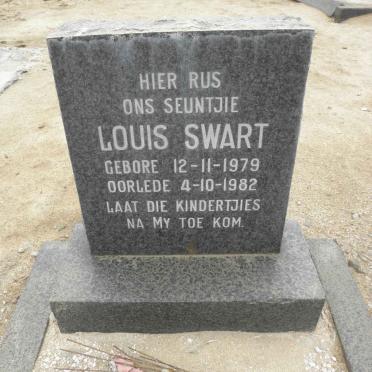 HIER RUS
ONS SEUNTJIE
LOUIS SWART
GEBORE 12-11-1979
OORLEDE 4-10-1982
LAAT DIE KINDERTJIES
NA MY TOE KOM.